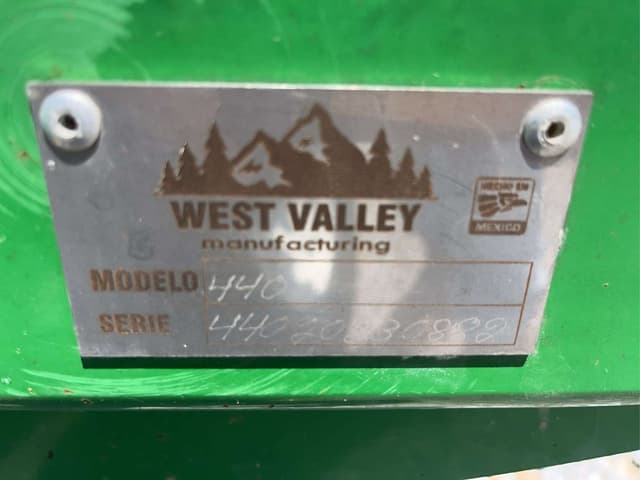 HECHO EN
MEXICO
WEST VALLEY
manufacturing
MODELO 440
SERIE